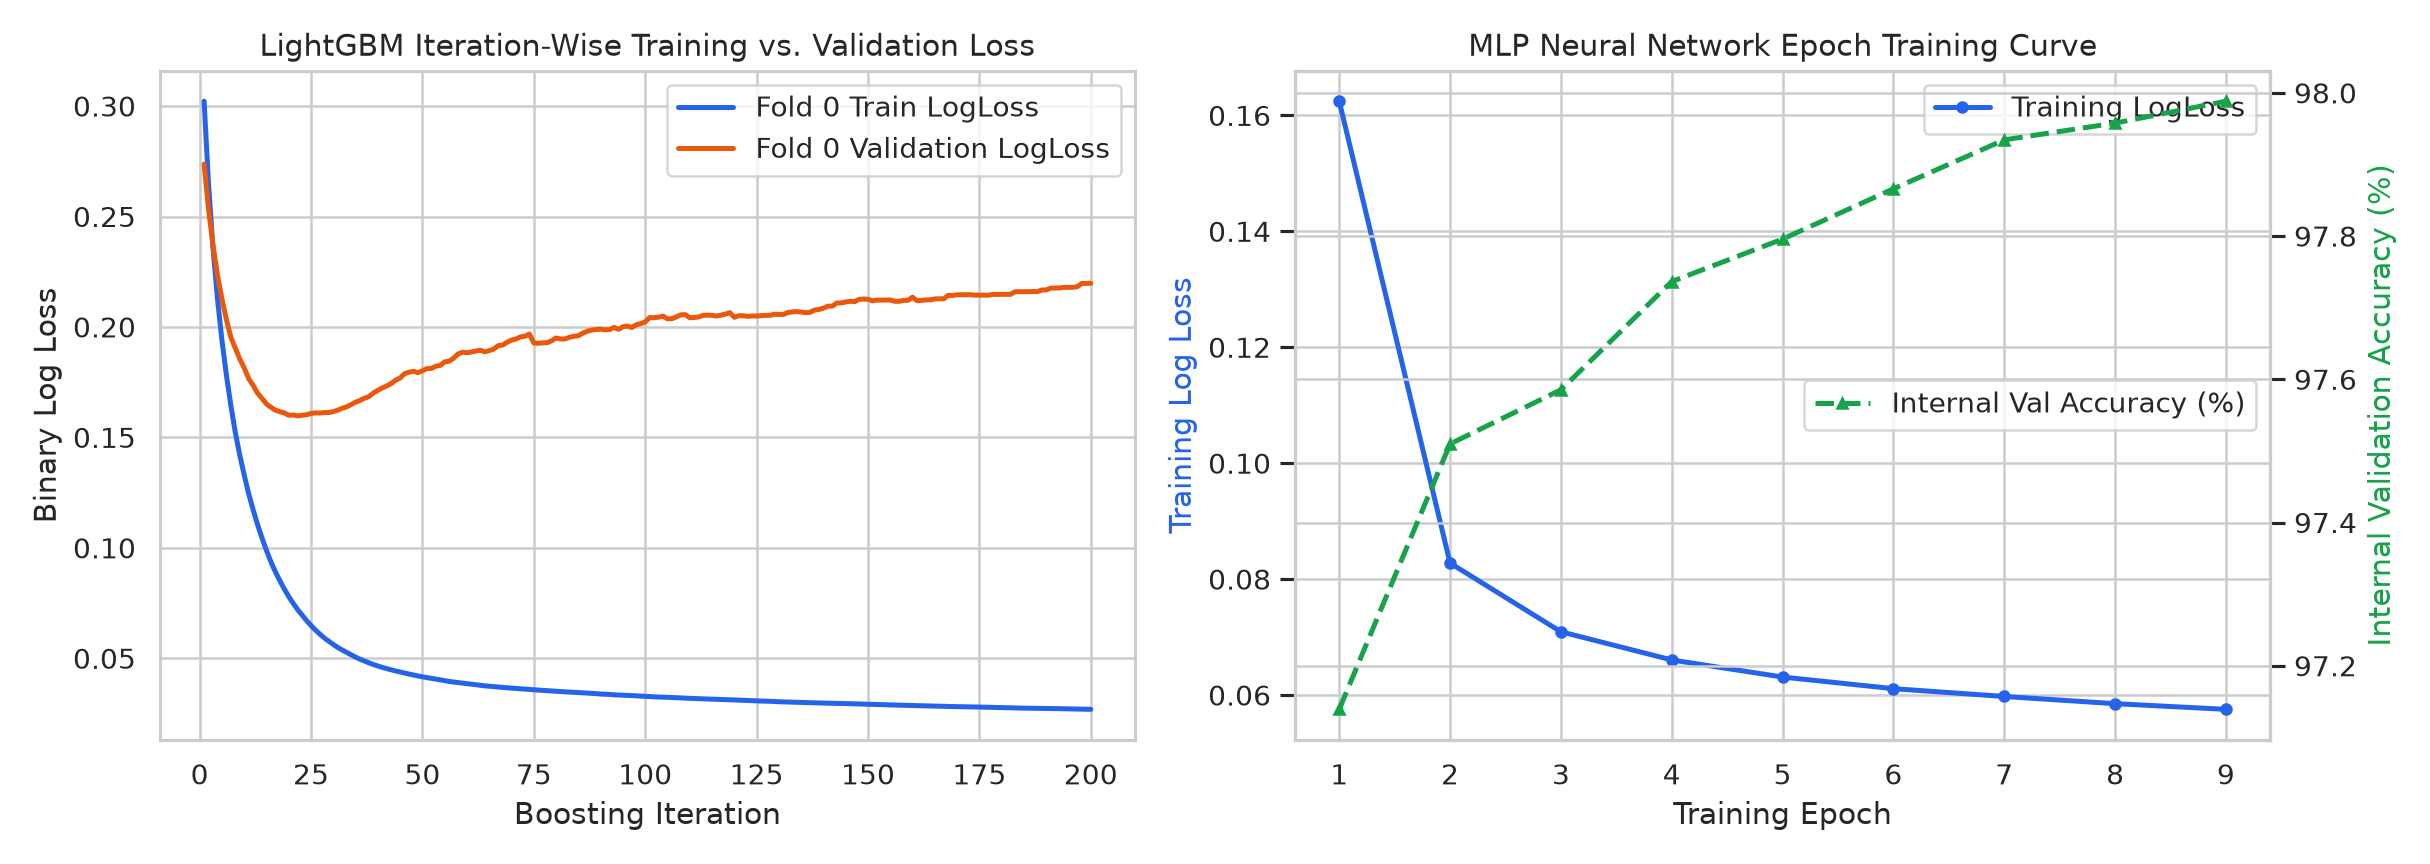 LightGBM Iteration-Wise Training vs. Validation Loss
Fold 0 Train LogLoss
Fold 0 Validation LogLoss
Binary Log Loss
0.30
0.25
0.20
0.15
0.10
0.05
0 25 50 75 100 125 150 175 200
Boosting Iteration
MLP Neural Network Epoch Training Curve
Training LogLoss
Internal Val Accuracy (%)
Training Log Loss
0.16
0.14
0.12
0.10
0.08
0.06
98.0
97.8
97.6
97.4
97.2
Internal Validation Accuracy (%)
1 2 3 4 5 6 7 8 9
Training Epoch